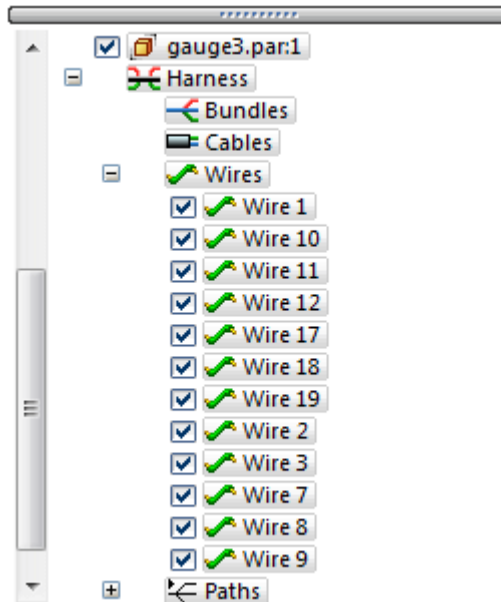 gauge3.par:1
Harness
Bundles
Cables
Wires
Wire 1
Wire 10
Wire 11
Wire 12
Wire 17
Wire 18
Wire 19
Wire 2
Wire 3
Wire 7
Wire 8
Wire 9
Paths